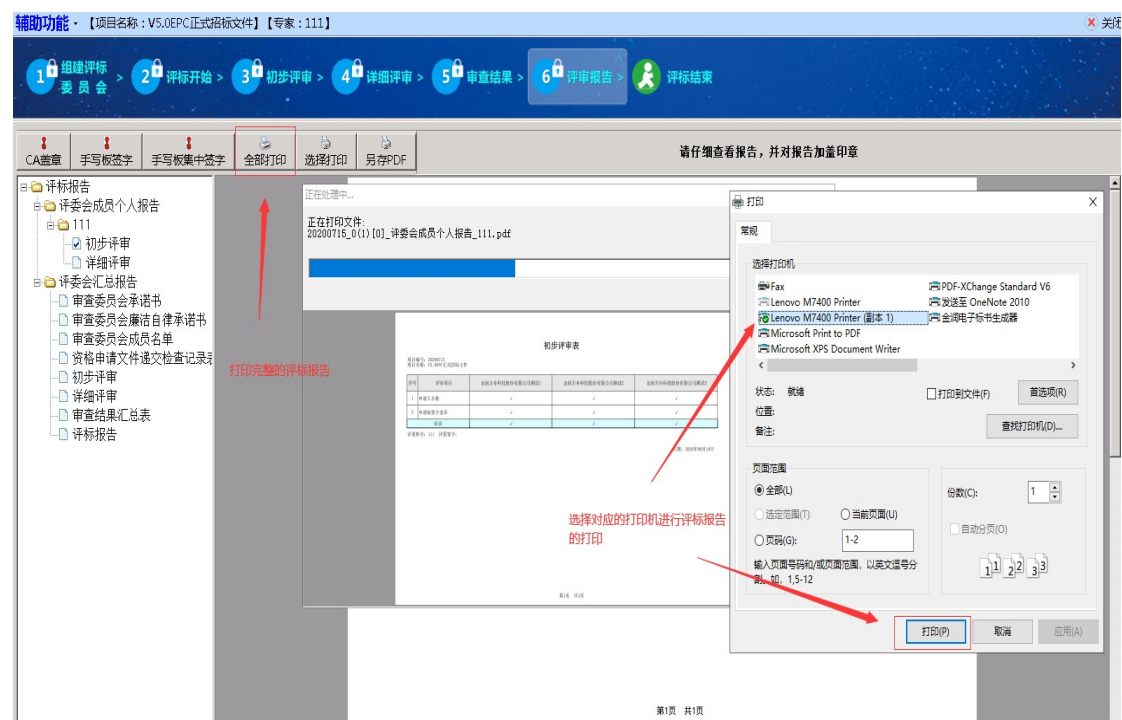 辅助功能 - 【项目名称：V5.0EPC正式招标文件】【专家：111】
关闭
1 组建评标委员会 > 2 评标开始 > 3 初步评审 > 4 详细评审 > 5 审查结果 > 6 评审报告 > 评标结束
CA盖章 手写板签字 手写板集中签字 全部打印 选择打印 另存PDF
请仔细查看报告，并对报告加盖印章
评标报告
评委会成员个人报告
111
初步评审
详细评审
评委会汇总报告
审查委员会承诺书
审查委员会廉洁自律承诺书
审查委员会成员名单
资格申请文件递交检查记录表
初步评审
详细评审
审查结果汇总表
评标报告
打印完整的评标报告
正在处理中...
正在打印文件:
20200715_0(1)[0]_评委会成员个人报告_111.pdf
初步评审表
第1页 共1页
选择对应的打印机进行评标报告
的打印
打印 X
常规
选择打印机
Fax
Lenovo M7400 Printer
Lenovo M7400 Printer (副本 1)
Microsoft Print to PDF
Microsoft XPS Document Writer
PDF-XChange Standard V6
发送至 OneNote 2010
金润电子标书生成器
状态: 就绪
位置:
备注:
打印到文件(F)
首选项(R)
查找打印机(D)...
页面范围
全部(L)
选定范围(T) 当前页面(U)
页码(G): 1-2
输入页面号码和/或页面范围，以英文逗号分
割。如，1,5-12
份数(C): 1
自动分页(O)
1 1 2 2 3 3
打印(P) 取消 应用(A)
第1页 共1页